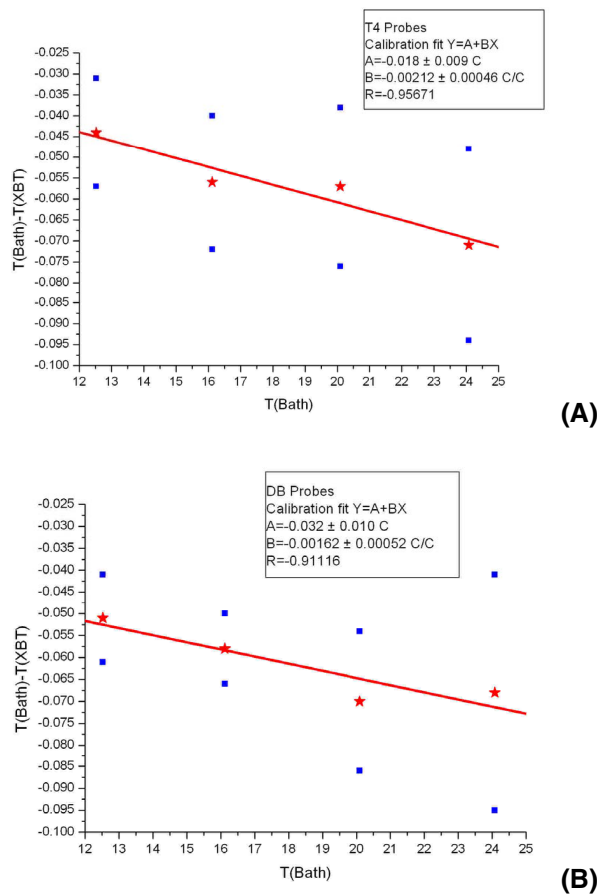 T4 Probes
Calibration fit Y=A+BX
A=-0.018 ± 0.009 C
B=-0.00212 ± 0.00046 C/C
R=-0.95671
-0.025
-0.030
-0.035
-0.040
-0.045
-0.050
-0.055
-0.060
-0.065
-0.070
-0.075
-0.080
-0.085
-0.090
-0.095
-0.100
T(Bath)-T(XBT)
12 13 14 15 16 17 18 19 20 21 22 23 24 25
T(Bath)
(A)
DB Probes
Calibration fit Y=A+BX
A=-0.032 ± 0.010 C
B=-0.00162 ± 0.00052 C/C
R=-0.91116
-0.025
-0.030
-0.035
-0.040
-0.045
-0.050
-0.055
-0.060
-0.065
-0.070
-0.075
-0.080
-0.085
-0.090
-0.095
-0.100
T(Bath)-T(XBT)
12 13 14 15 16 17 18 19 20 21 22 23 24 25
T(Bath)
(B)